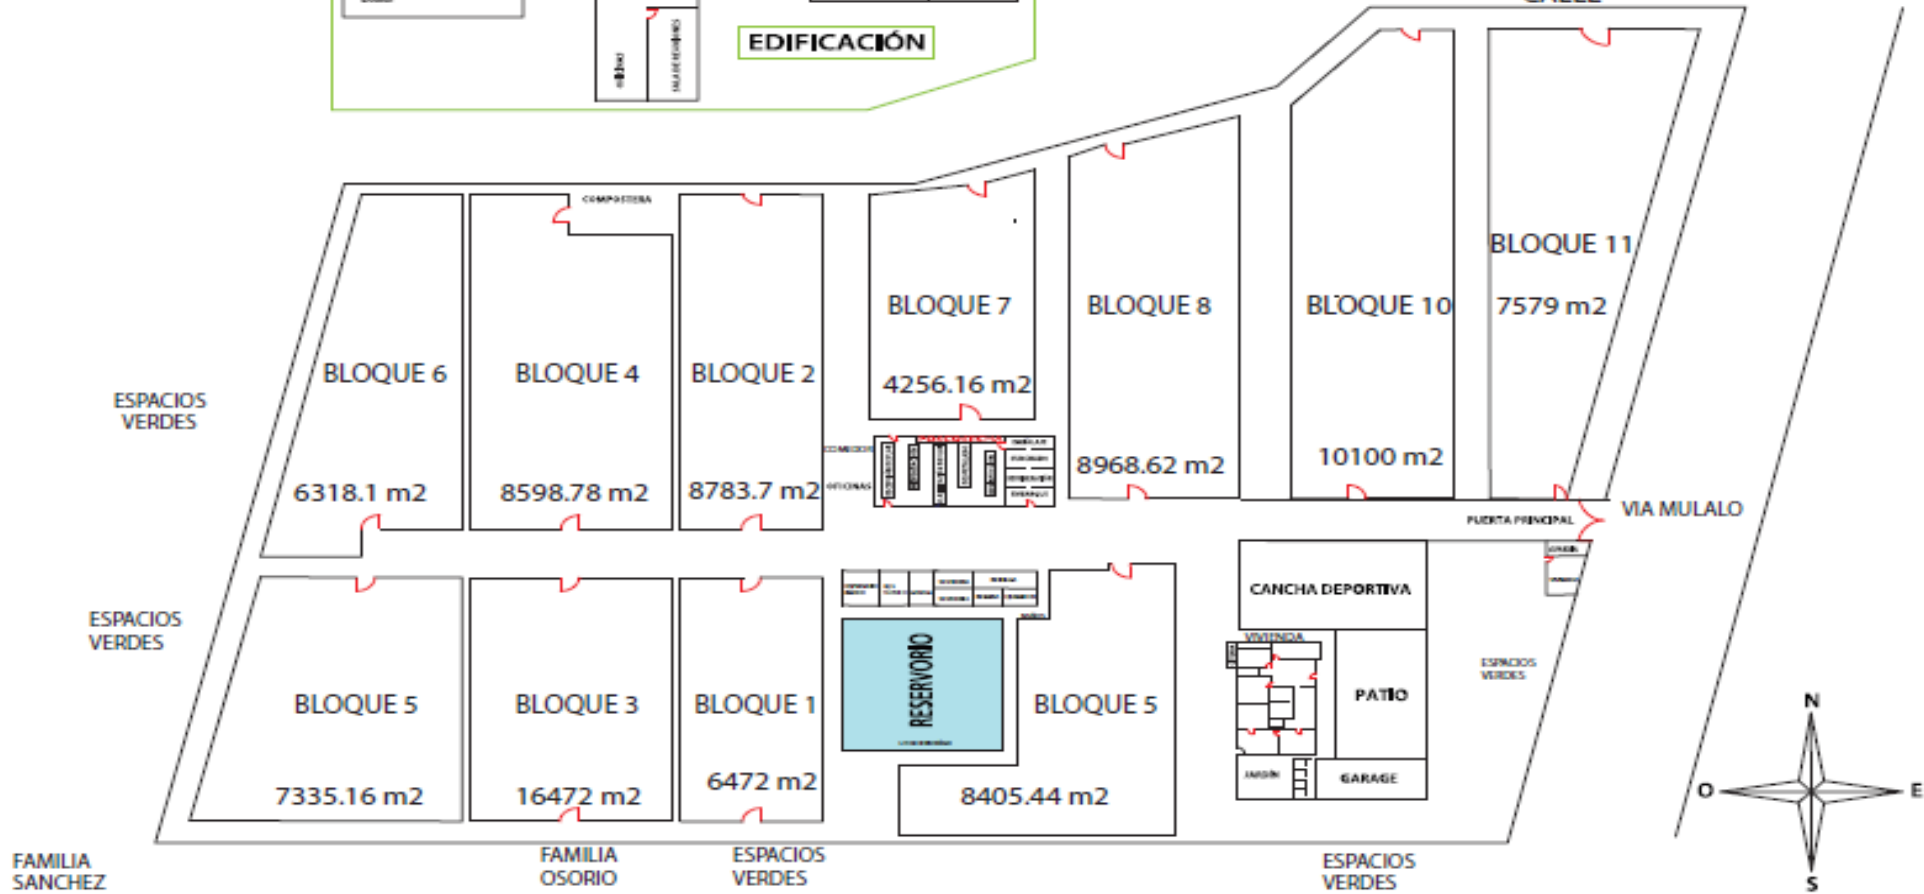 CALLE
EDIFICACIÓN
SALA DE REUNIONES
COMPOSTERA
BLOQUE 11
BLOQUE 7
BLOQUE 8
BLOQUE 10
7579 m2
BLOQUE 6
BLOQUE 4
BLOQUE 2
4256.16 m2
ESPACIOS
VERDES
COMEDOR
8968.62 m2
10100 m2
6318.1 m2
8598.78 m2
8783.7 m2
OFICINAS
PUERTA PRINCIPAL
VIA MULALO
CANCHA DEPORTIVA
ESPACIOS
VERDES
VIVIENDA
RESERVORIO
ESPACIOS
VERDES
BLOQUE 5
BLOQUE 3
BLOQUE 1
BLOQUE 5
PATIO
N
7335.16 m2
16472 m2
6472 m2
8405.44 m2
JARDÍN
GARAGE
O
E
FAMILIA
SANCHEZ
FAMILIA
OSORIO
ESPACIOS
VERDES
ESPACIOS
VERDES
S